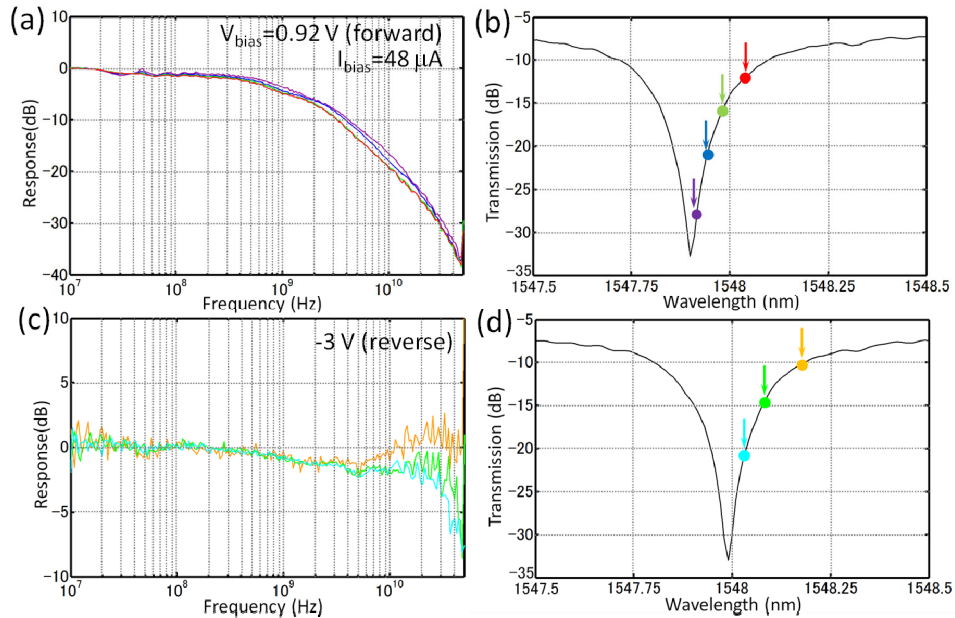 (a)
V_bias=0.92 V (forward)
I_bias=48 μA
Response(dB)
10
0
−10
−20
−30
−40
10^7
10^8
10^9
10^10
Frequency (Hz)
(b)
Transmission (dB)
−5
−10
−15
−20
−25
−30
−35
1547.5
1547.75
1548
1548.25
1548.5
Wavelength (nm)
(c)
-3 V (reverse)
Response(dB)
10
5
0
−5
−10
10^7
10^8
10^9
10^10
Frequency (Hz)
(d)
Transmission (dB)
−5
−10
−15
−20
−25
−30
−35
1547.5
1547.75
1548
1548.25
1548.5
Wavelength (nm)